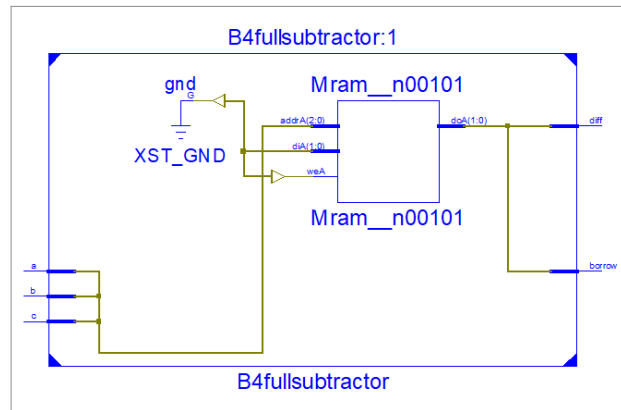 B4fullsubtractor:1
gnd
G
XST_GND
Mram__n00101
addrA(2:0)
diA(1:0)
weA
doA(1:0)
Mram__n00101
diff
borrow
a
b
c
B4fullsubtractor